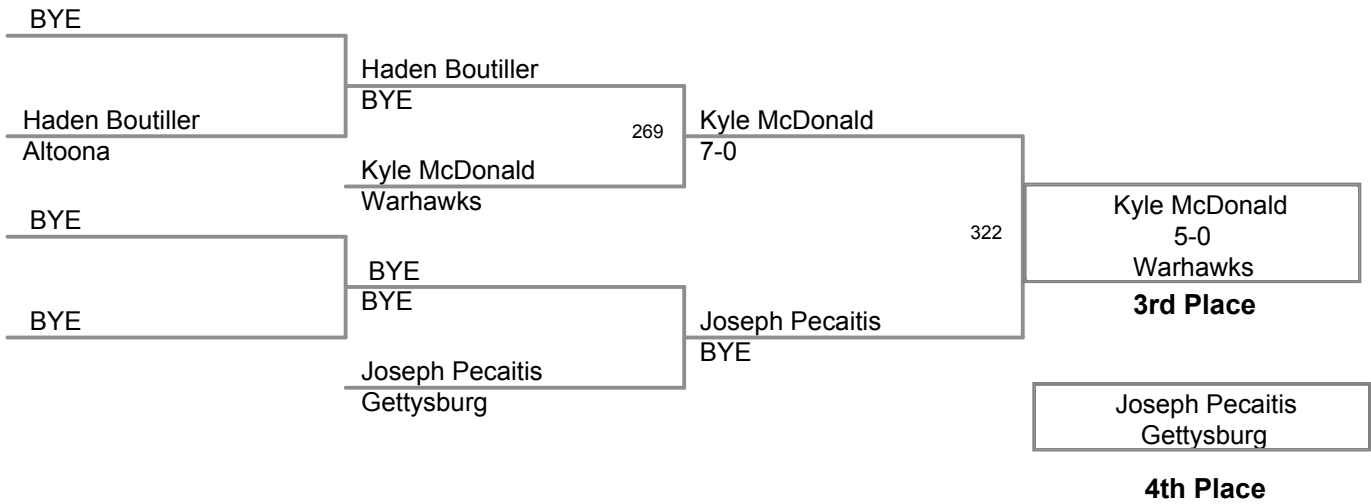 BYE
Haden Boutiller
Altoona
BYE
BYE
Haden Boutiller
BYE
269
Kyle McDonald
Warhawks
BYE
BYE
Joseph Pecaitis
Gettysburg
Kyle McDonald
7-0
322
Joseph Pecaitis
BYE
Kyle McDonald
5-0
Warhawks
3rd Place
Joseph Pecaitis
Gettysburg
4th Place